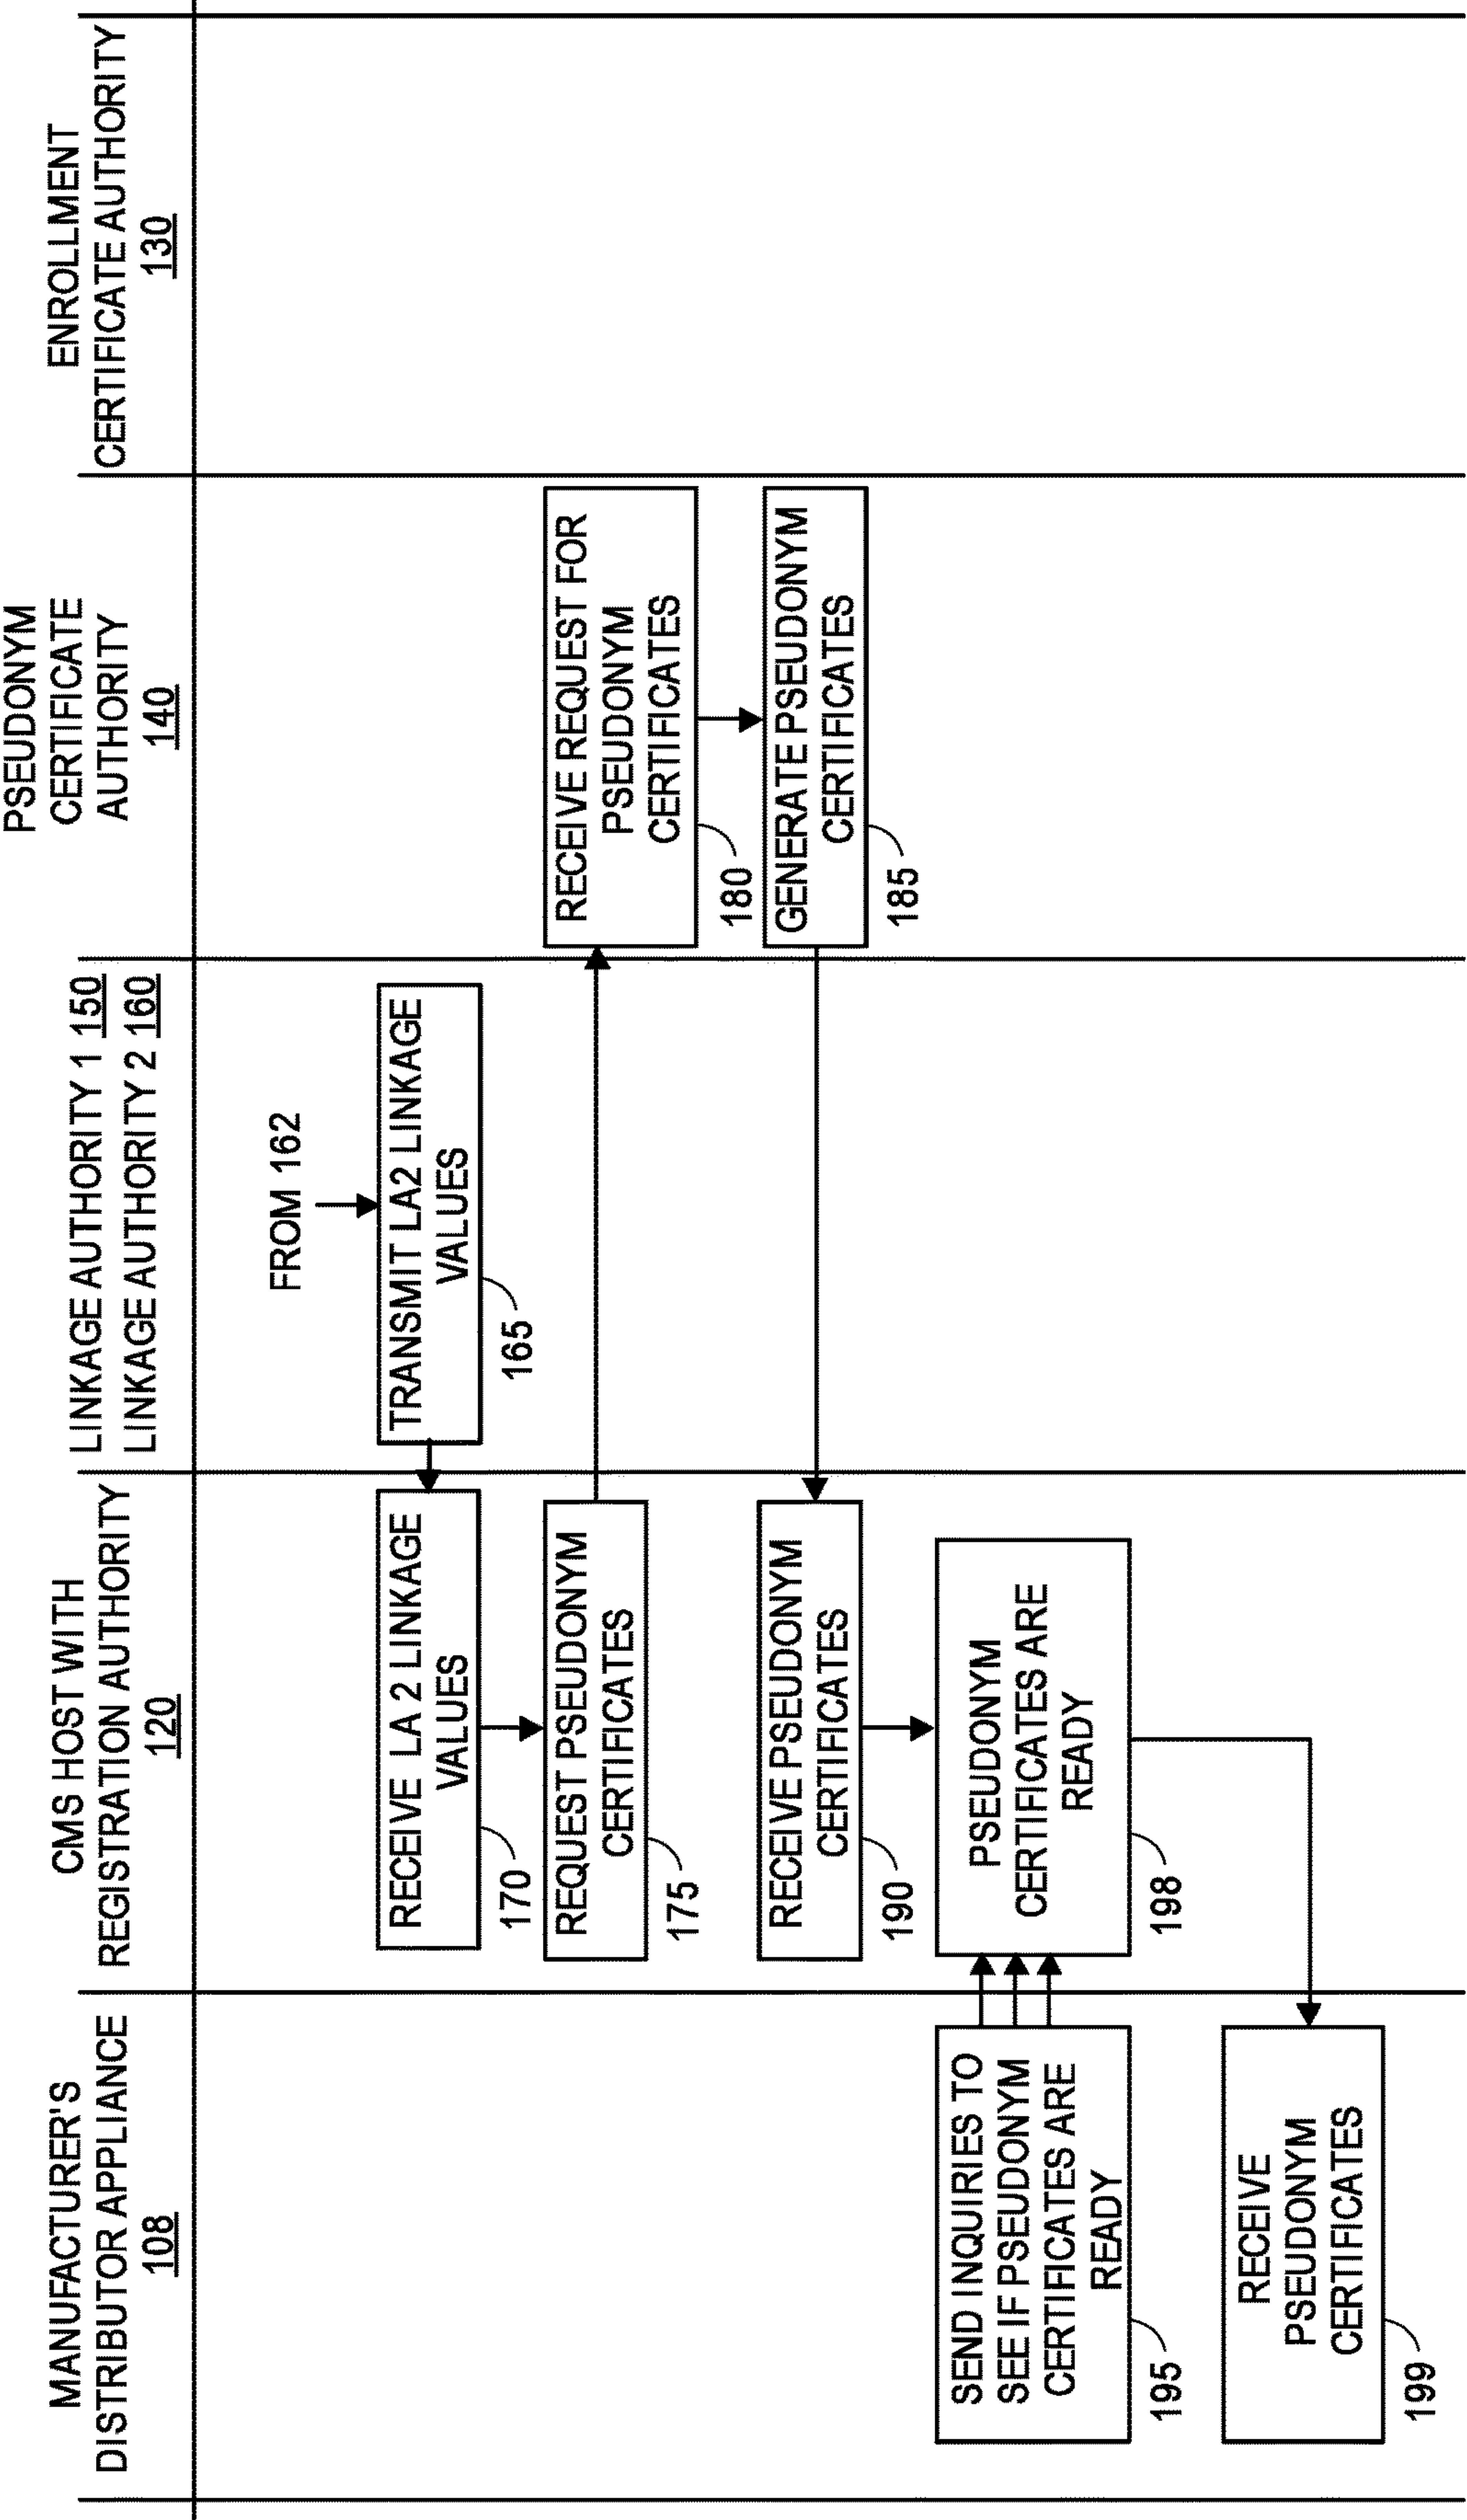 MANUFACTURER'S
DISTRIBUTOR APPLIANCE
108
CMS HOST WITH
REGISTRATION AUTHORITY
120
LINKAGE AUTHORITY 1 150
LINKAGE AUTHORITY 2 160
PSEUDONYM
CERTIFICATE
AUTHORITY
140
ENROLLMENT
CERTIFICATE AUTHORITY
130
FROM 162
TRANSMIT LA2 LINKAGE
VALUES
165
RECEIVE LA 2 LINKAGE
VALUES
170
REQUEST PSEUDONYM
CERTIFICATES
175
RECEIVE REQUEST FOR
PSEUDONYM
CERTIFICATES
180
GENERATE PSEUDONYM
CERTIFICATES
185
RECEIVE PSEUDONYM
CERTIFICATES
190
SEND INQUIRIES TO
SEE IF PSEUDONYM
CERTIFICATES ARE
READY
195
PSEUDONYM
CERTIFICATES ARE
READY
198
RECEIVE
PSEUDONYM
CERTIFICATES
199